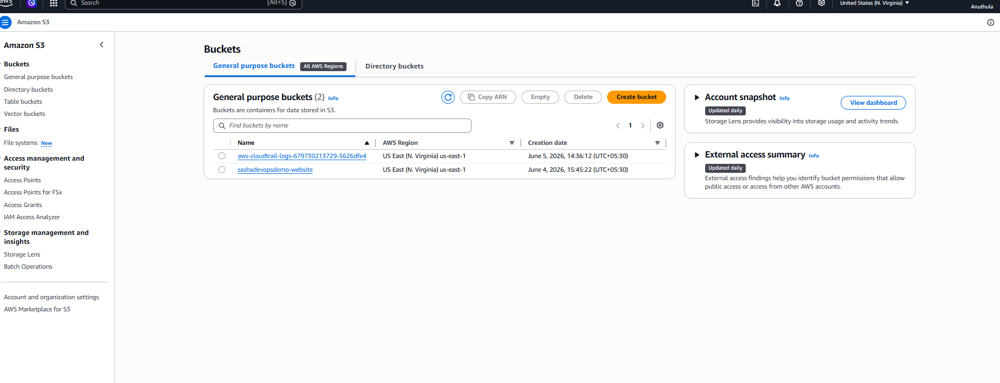 aws
Search
[Alt+S]
United States (N. Virginia)
Anuthula
Amazon S3
Amazon S3
Buckets
General purpose buckets
Directory buckets
Table buckets
Vector buckets
Files
File systems New
Access management and
security
Access Points
Access Points for FSx
Access Grants
IAM Access Analyzer
Storage management and
insights
Storage Lens
Batch Operations
Account and organization settings
AWS Marketplace for S3
Buckets
General purpose buckets All AWS Regions Directory buckets
General purpose buckets (2) Info
Copy ARN Empty Delete Create bucket
Buckets are containers for data stored in S3.
Find buckets by name
1
Name AWS Region Creation date
aws-cloudtrail-logs-679730213729-5626dfe4 US East (N. Virginia) us-east-1 June 5, 2026, 14:36:12 (UTC+05:30)
sashadevopsdemo-website US East (N. Virginia) us-east-1 June 4, 2026, 15:45:22 (UTC+05:30)
Account snapshot Info
View dashboard
Updated daily
Storage Lens provides visibility into storage usage and activity trends.
External access summary Info
Updated daily
External access findings help you identify bucket permissions that allow
public access or access from other AWS accounts.